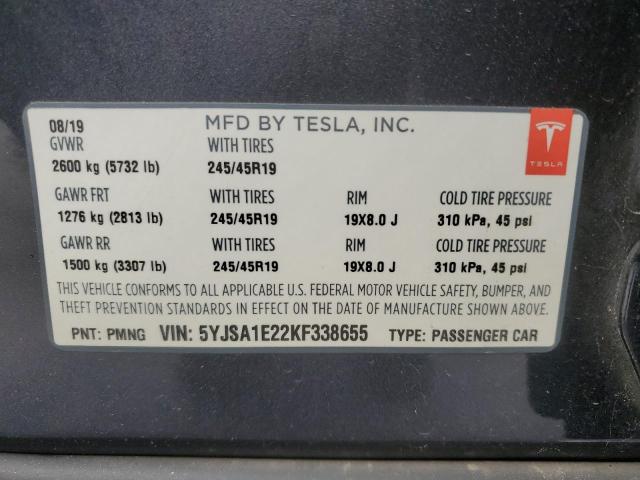 08/19 MFD BY TESLA, INC.
GVWR WITH TIRES
2600 kg (5732 lb) 245/45R19
TESLA
GAWR FRT WITH TIRES RIM COLD TIRE PRESSURE
1276 kg (2813 lb) 245/45R19 19X8.0 J 310 kPa, 45 psi
GAWR RR WITH TIRES RIM COLD TIRE PRESSURE
1500 kg (3307 lb) 245/45R19 19X8.0 J 310 kPa, 45 psi
THIS VEHICLE CONFORMS TO ALL APPLICABLE U.S. FEDERAL MOTOR VEHICLE SAFETY, BUMPER, AND
THEFT PREVENTION STANDARDS IN EFFECT ON THE DATE OF MANUFACTURE SHOWN ABOVE.
PNT: PMNG VIN: 5YJSA1E22KF338655 TYPE: PASSENGER CAR